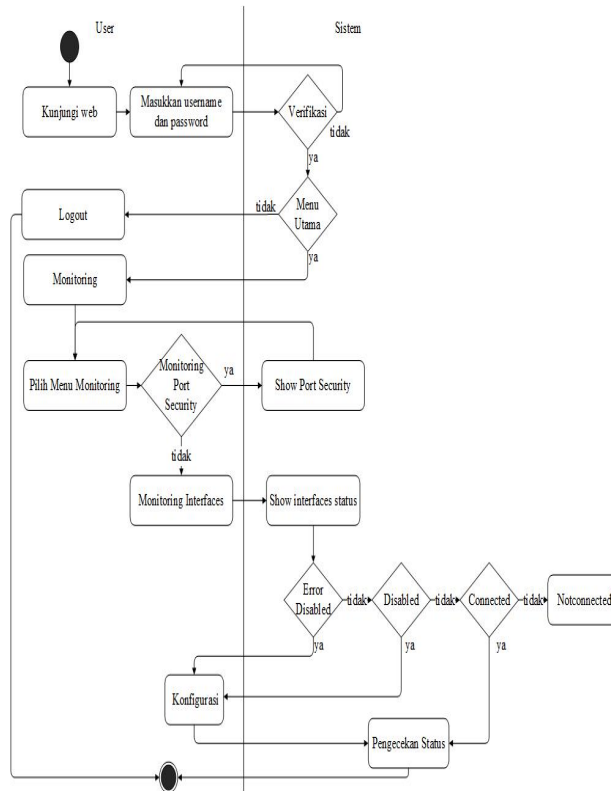 User
Sistem
Kunjungi web
Masukkan username
dan password
Verifikasi
tidak
ya
Menu
Utama
tidak
Logout
ya
Monitoring
Pilih Menu Monitoring
Monitoring
Port
Security
ya
Show Port Security
tidak
Monitoring Interfaces
Show interfaces status
Error
Disabled
tidak
Disabled
tidak
Connected
tidak
Notconnected
ya
ya
ya
Konfigurasi
Pengecekan Status